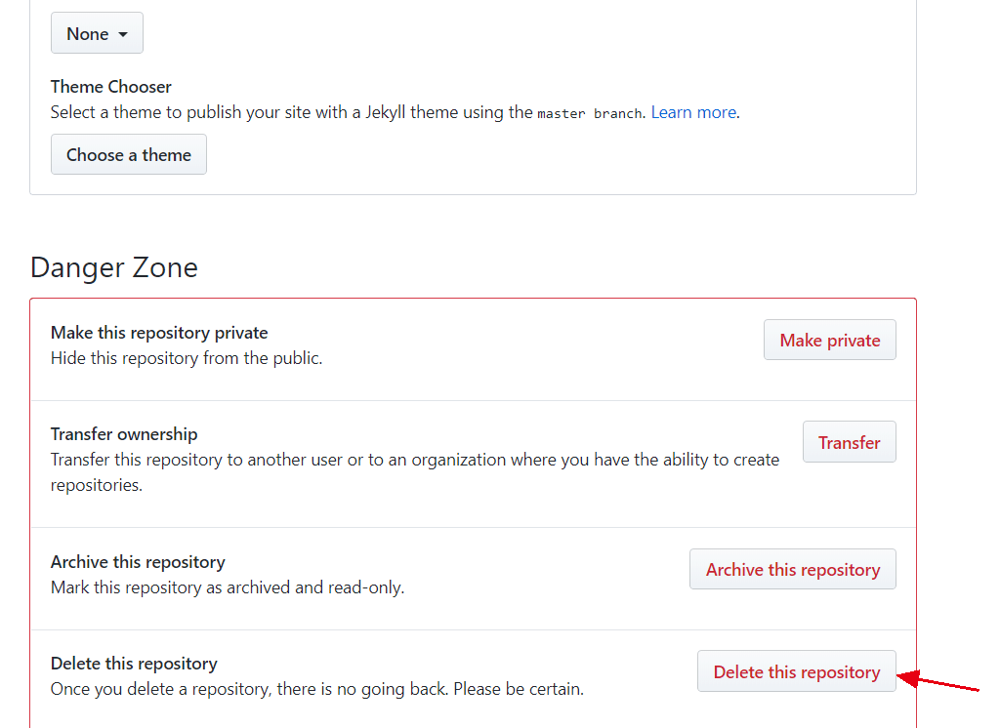 None
Theme Chooser
Select a theme to publish your site with a Jekyll theme using the master branch. Learn more.
Choose a theme
Danger Zone
Make this repository private
Hide this repository from the public.
Make private
Transfer ownership
Transfer this repository to another user or to an organization where you have the ability to create
repositories.
Transfer
Archive this repository
Mark this repository as archived and read-only.
Archive this repository
Delete this repository
Once you delete a repository, there is no going back. Please be certain.
Delete this repository